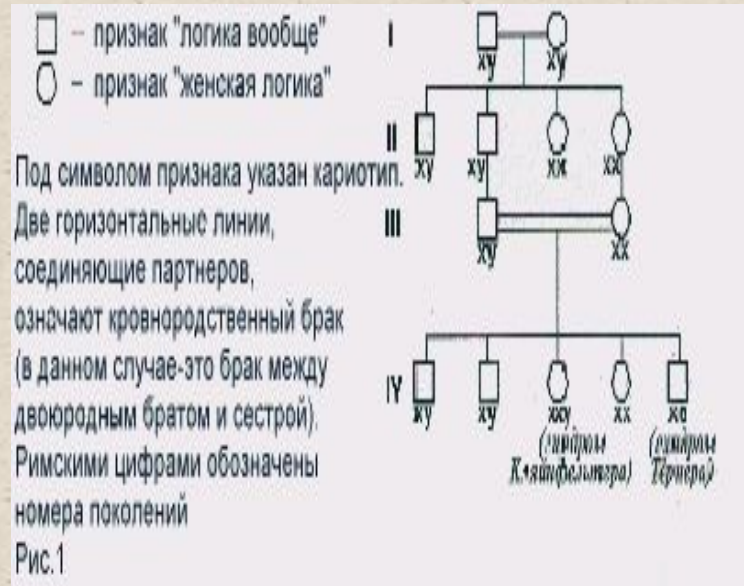 – признак "логика вообще"
– признак "женская логика"
Под символом признака указан кариотип.
Две горизонтальные линии,
соединяющие партнеров,
означают кровнородственный брак
(в данном случае-это брак между
двоюродным братом и сестрой).
Римскими цифрами обозначены
номера поколений
Рис.1
I
xy xy
II
xy xy xx xx
III
xy xx
IY
xy xy xxy xx xo
(синдром Клайнфельтера)
(синдром Тернера)